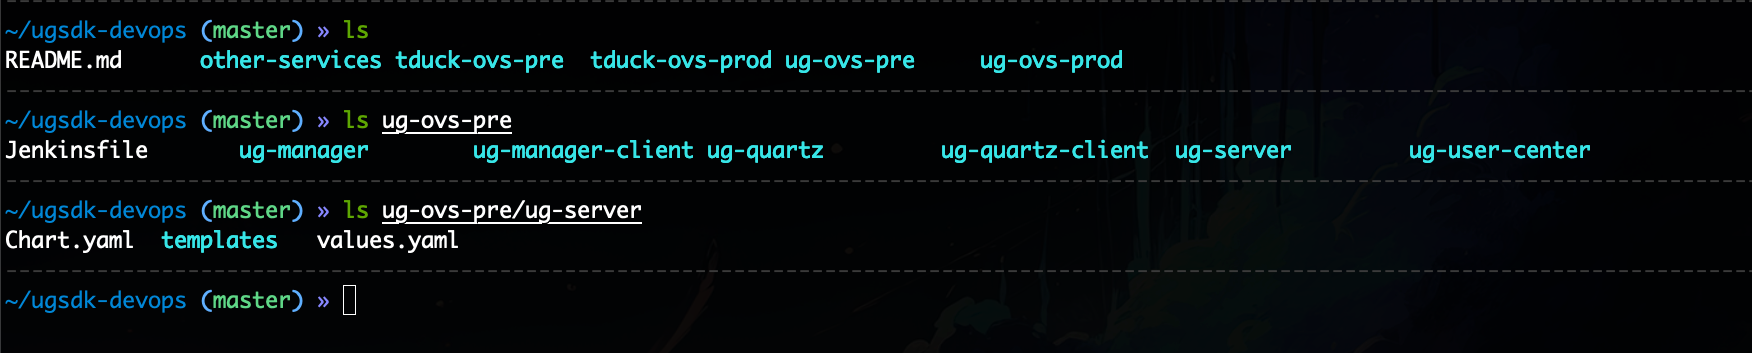 ~/ugsdk-devops (master) » ls
README.md other-services tduck-ovs-pre tduck-ovs-prod ug-ovs-pre ug-ovs-prod
~/ugsdk-devops (master) » ls ug-ovs-pre
Jenkinsfile ug-manager ug-manager-client ug-quartz ug-quartz-client ug-server ug-user-center
~/ugsdk-devops (master) » ls ug-ovs-pre/ug-server
Chart.yaml templates values.yaml
~/ugsdk-devops (master) »